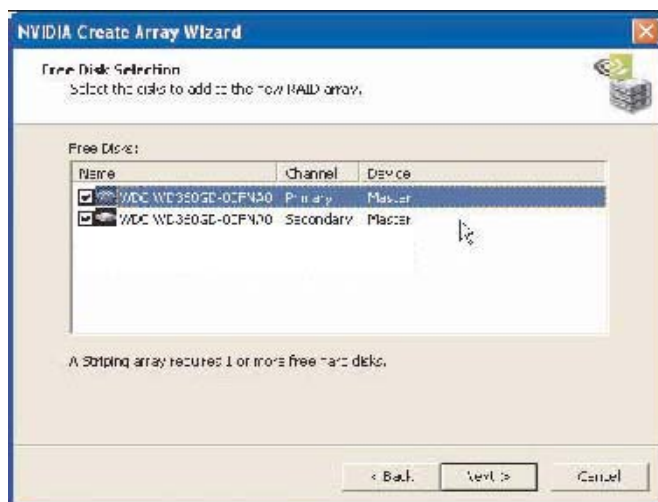 NVIDIA Create Array Wizard
Free Disk Selection
Select the disks to add to the new RAID array.
Free Disks:
Name Channel Device
WDC WD360GD-00FNA0 Primary Master
WDC WD360GD-00FNA0 Secondary Master
A Striping array requires 1 or more free hard disks.
< Back Next > Cancel